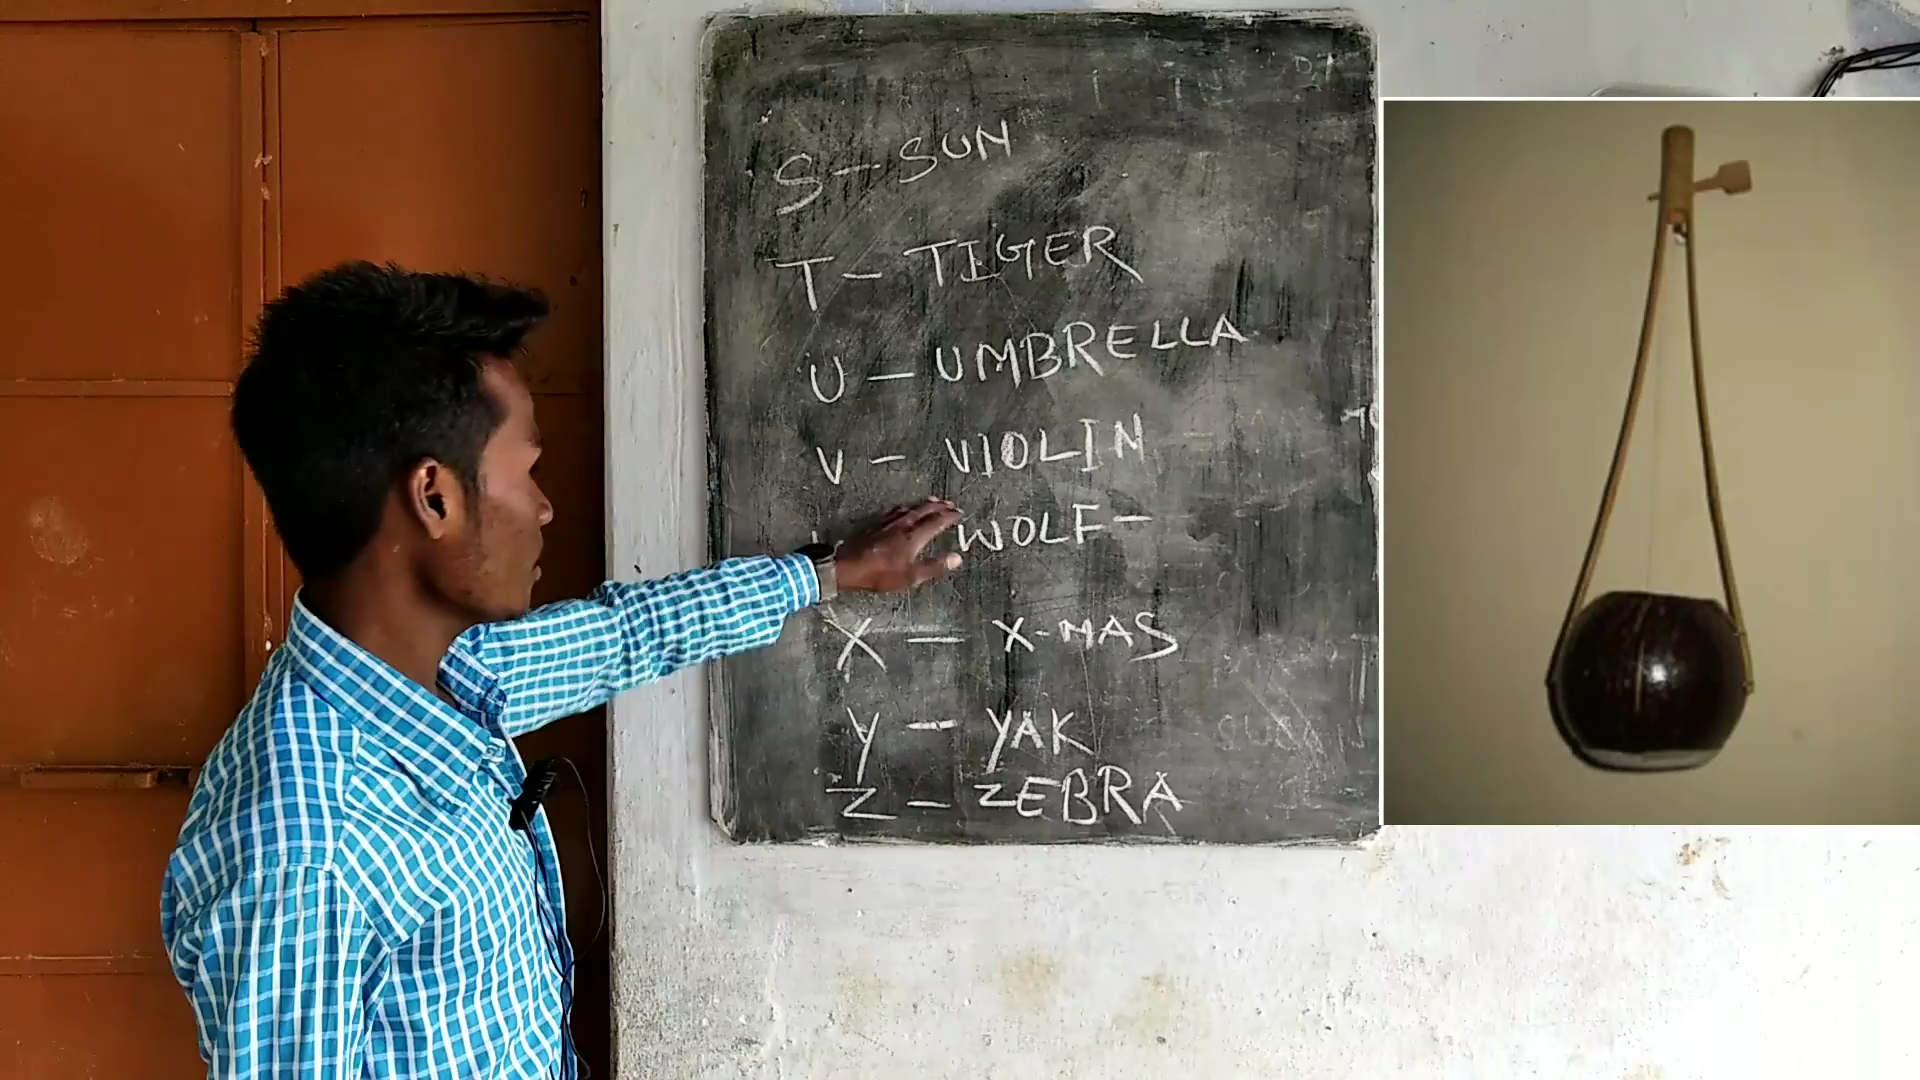 S - SUN
T - TIGER
U - UMBRELLA
V - VIOLIN
WOLF -
X - X-MAS
Y - YAK
Z - ZEBRA